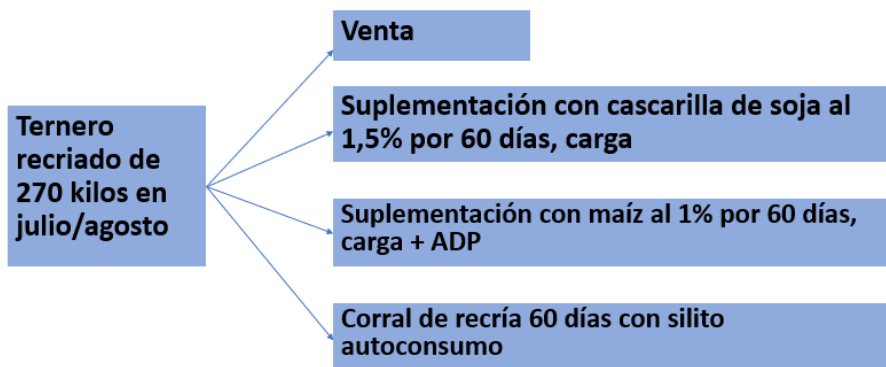 Venta
Ternero
recriado de
270 kilos en
julio/agosto
Suplementación con cascarilla de soja al
1,5% por 60 días, carga
Suplementación con maíz al 1% por 60 días,
carga + ADP
Corral de recría 60 días con silito
autoconsumo